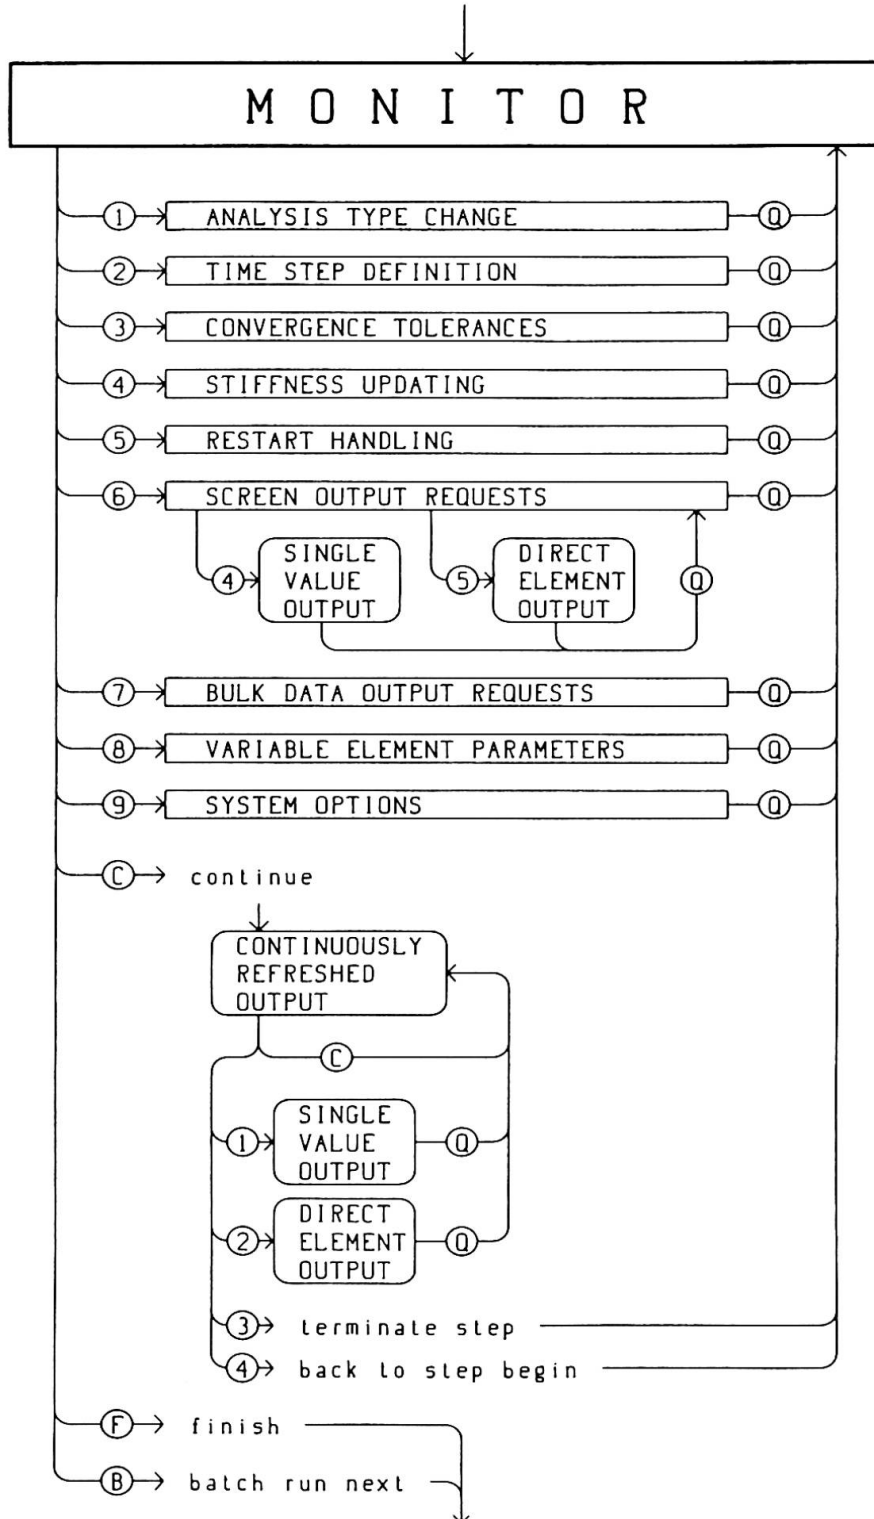 MONITOR
1 ANALYSIS TYPE CHANGE Q
2 TIME STEP DEFINITION Q
3 CONVERGENCE TOLERANCES Q
4 STIFFNESS UPDATING Q
5 RESTART HANDLING Q
6 SCREEN OUTPUT REQUESTS Q
4 SINGLE
VALUE
OUTPUT
5 DIRECT
ELEMENT
OUTPUT
Q
7 BULK DATA OUTPUT REQUESTS Q
8 VARIABLE ELEMENT PARAMETERS Q
9 SYSTEM OPTIONS Q
C continue
CONTINUOUSLY
REFRESHED
OUTPUT
C
1 SINGLE
VALUE
OUTPUT
Q
2 DIRECT
ELEMENT
OUTPUT
Q
3 terminate step
4 back to step begin
F finish
B batch run next